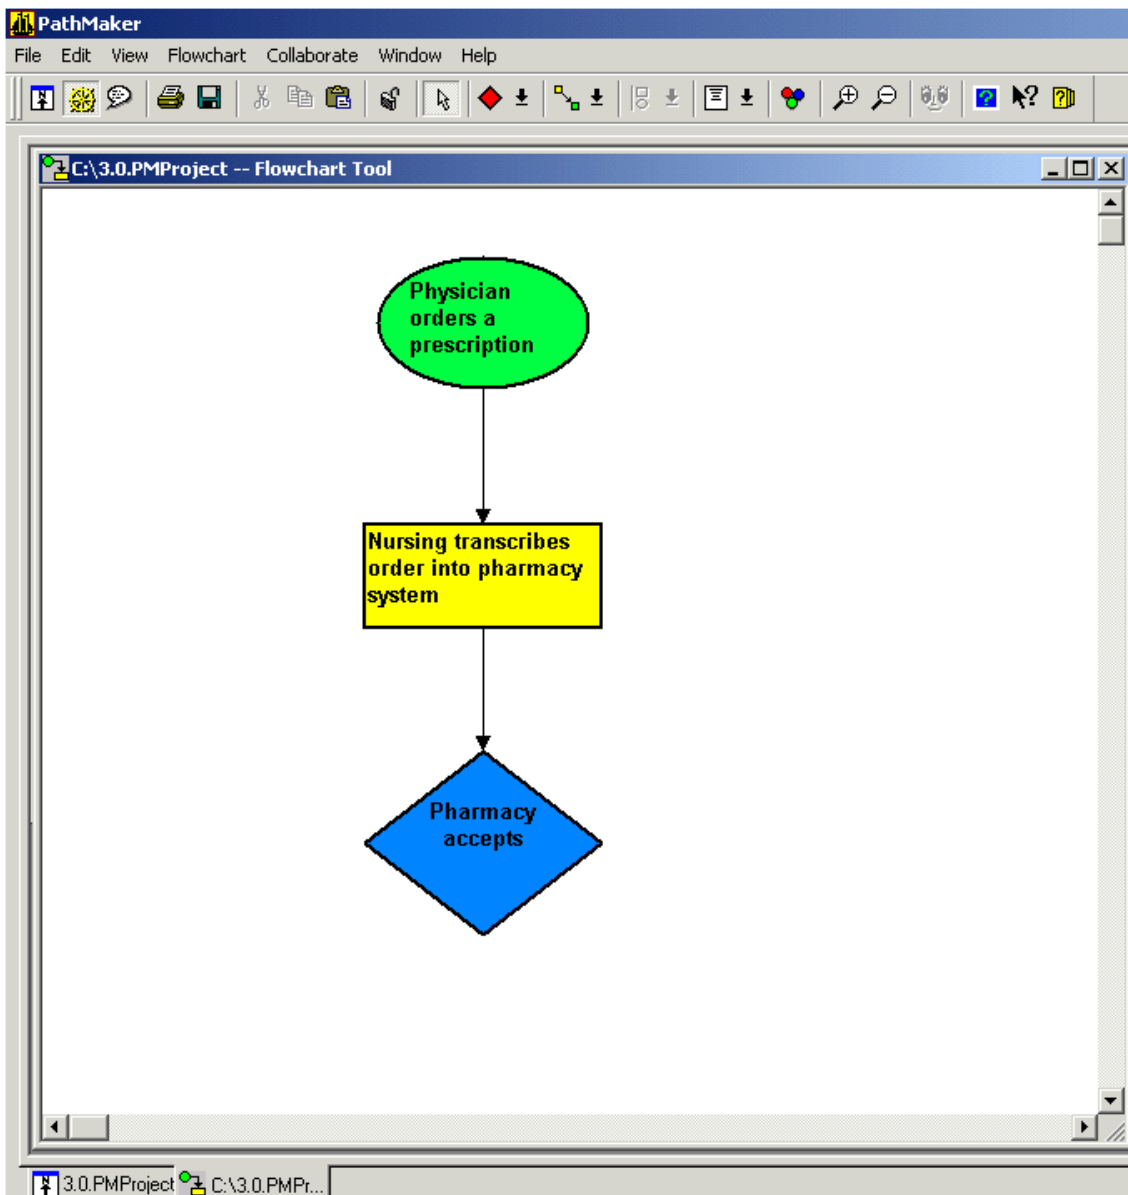 PathMaker
File Edit View Flowchart Collaborate Window Help
C:\3.0.PMProject -- Flowchart Tool
Physician
orders a
prescription
Nursing transcribes
order into pharmacy
system
Pharmacy
accepts
3.0.PMProject C:\3.0.PMPr...